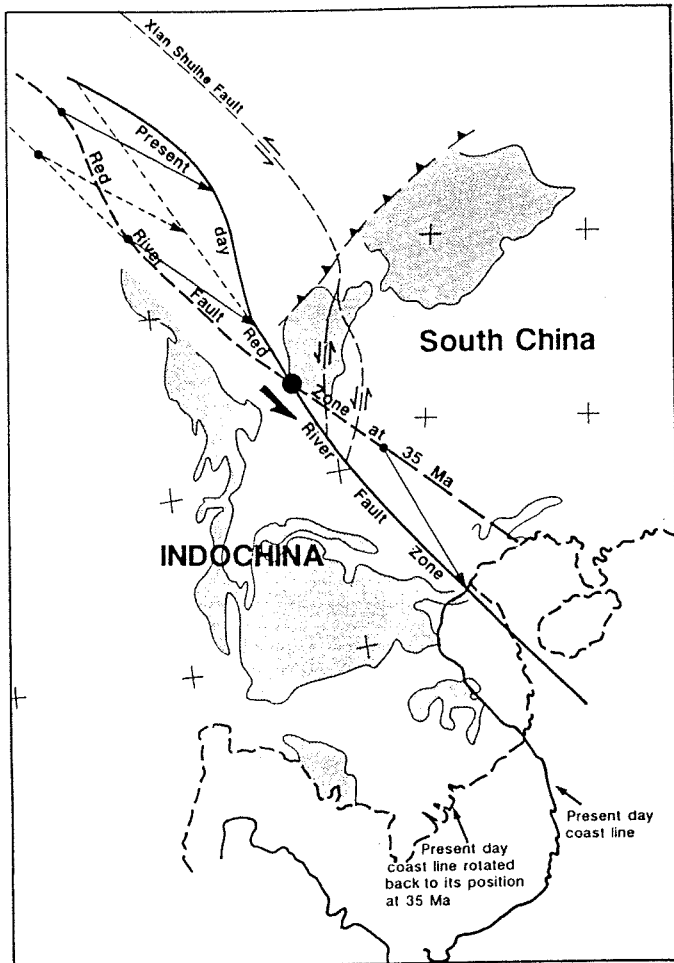 Xian Shuihe Fault
Present
day
Red
River
Fault
Zone at 35 Ma
Red
River
Fault
zone
South China
INDOCHINA
Present day
coast line
Present day
coast line rotated
back to its position
at 35 Ma